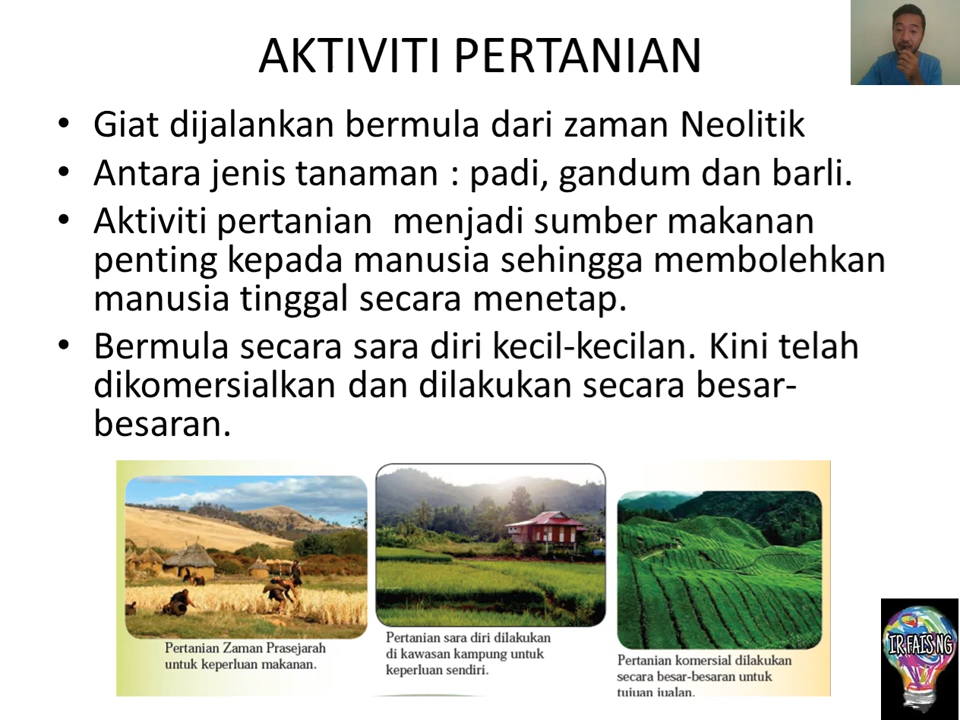 AKTIVITI PERTANIAN
• Giat dijalankan bermula dari zaman Neolitik
• Antara jenis tanaman : padi, gandum dan barli.
• Aktiviti pertanian  menjadi sumber makanan
penting kepada manusia sehingga membolehkan
manusia tinggal secara menetap.
• Bermula secara sara diri kecil-kecilan. Kini telah
dikomersialkan dan dilakukan secara besar-
besaran.
Pertanian Zaman Prasejarah
untuk keperluan makanan.
Pertanian sara diri dilakukan
di kawasan kampung untuk
keperluan sendiri.
Pertanian komersial dilakukan
secara besar-besaran untuk
tujuan jualan.
IR FATS NG